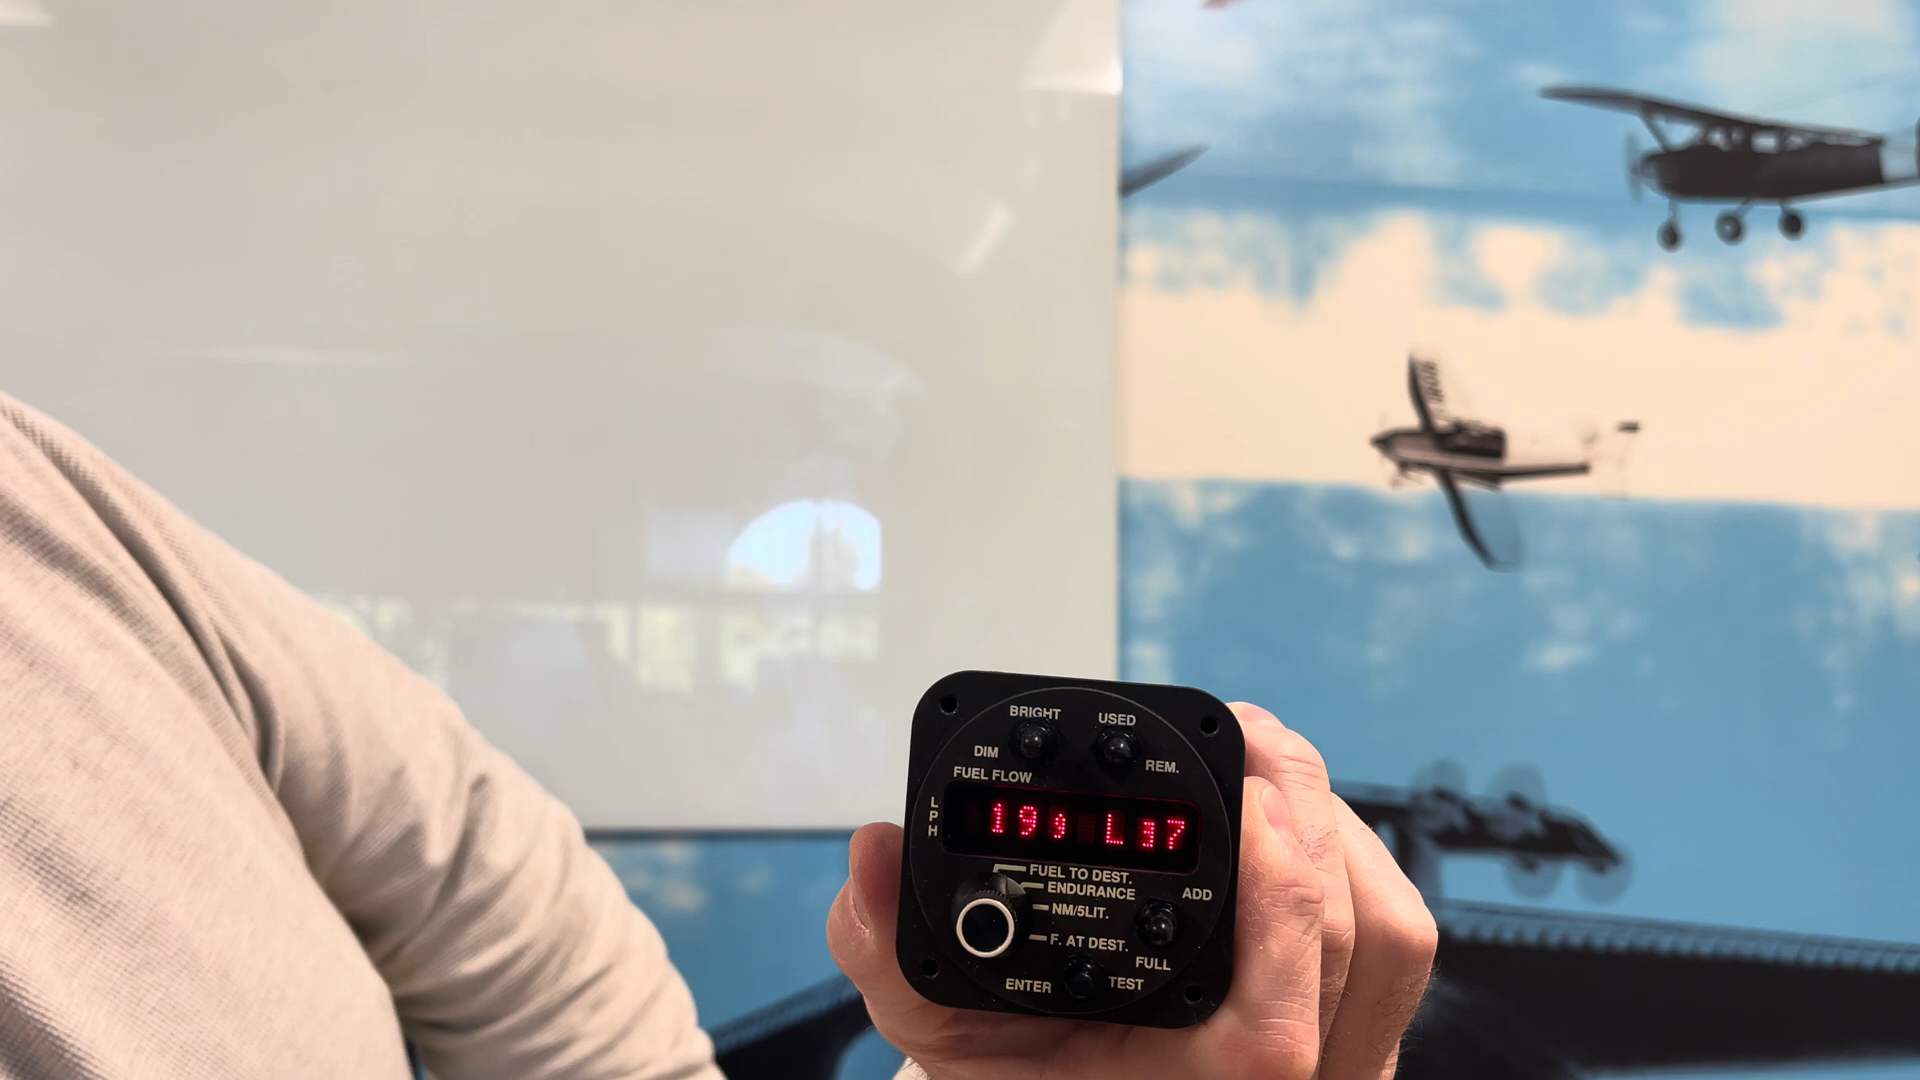 BRIGHT
USED
DIM
REM.
FUEL FLOW
LPH
FUEL TO DEST.
ENDURANCE
ADD
NM/5LIT.
F. AT DEST.
FULL
ENTER
TEST